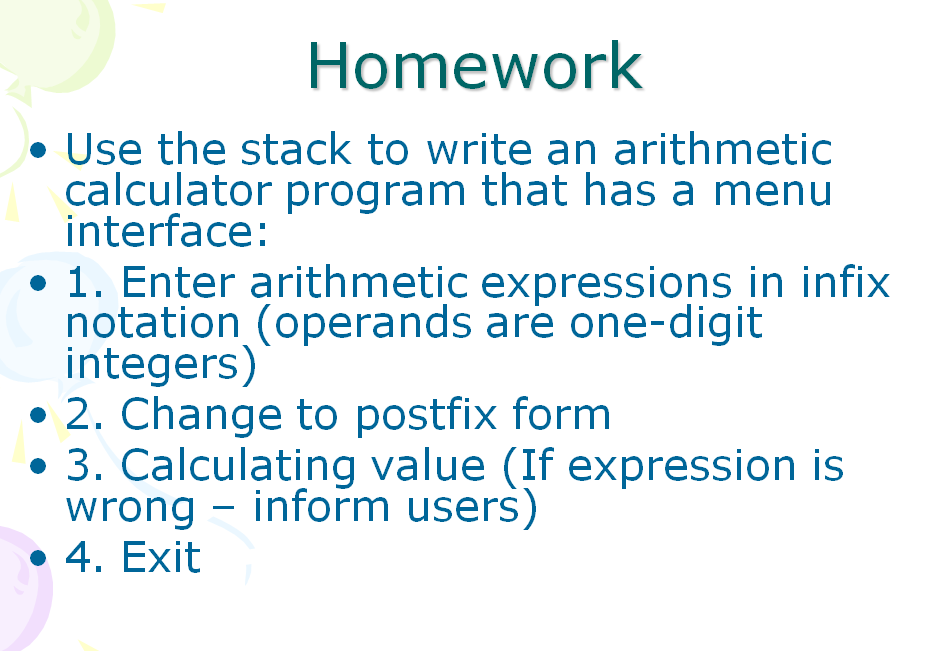 Homework
• Use the stack to write an arithmetic
calculator program that has a menu
interface:
• 1. Enter arithmetic expressions in infix
notation (operands are one-digit
integers)
• 2. Change to postfix form
• 3. Calculating value (If expression is
wrong – inform users)
• 4. Exit